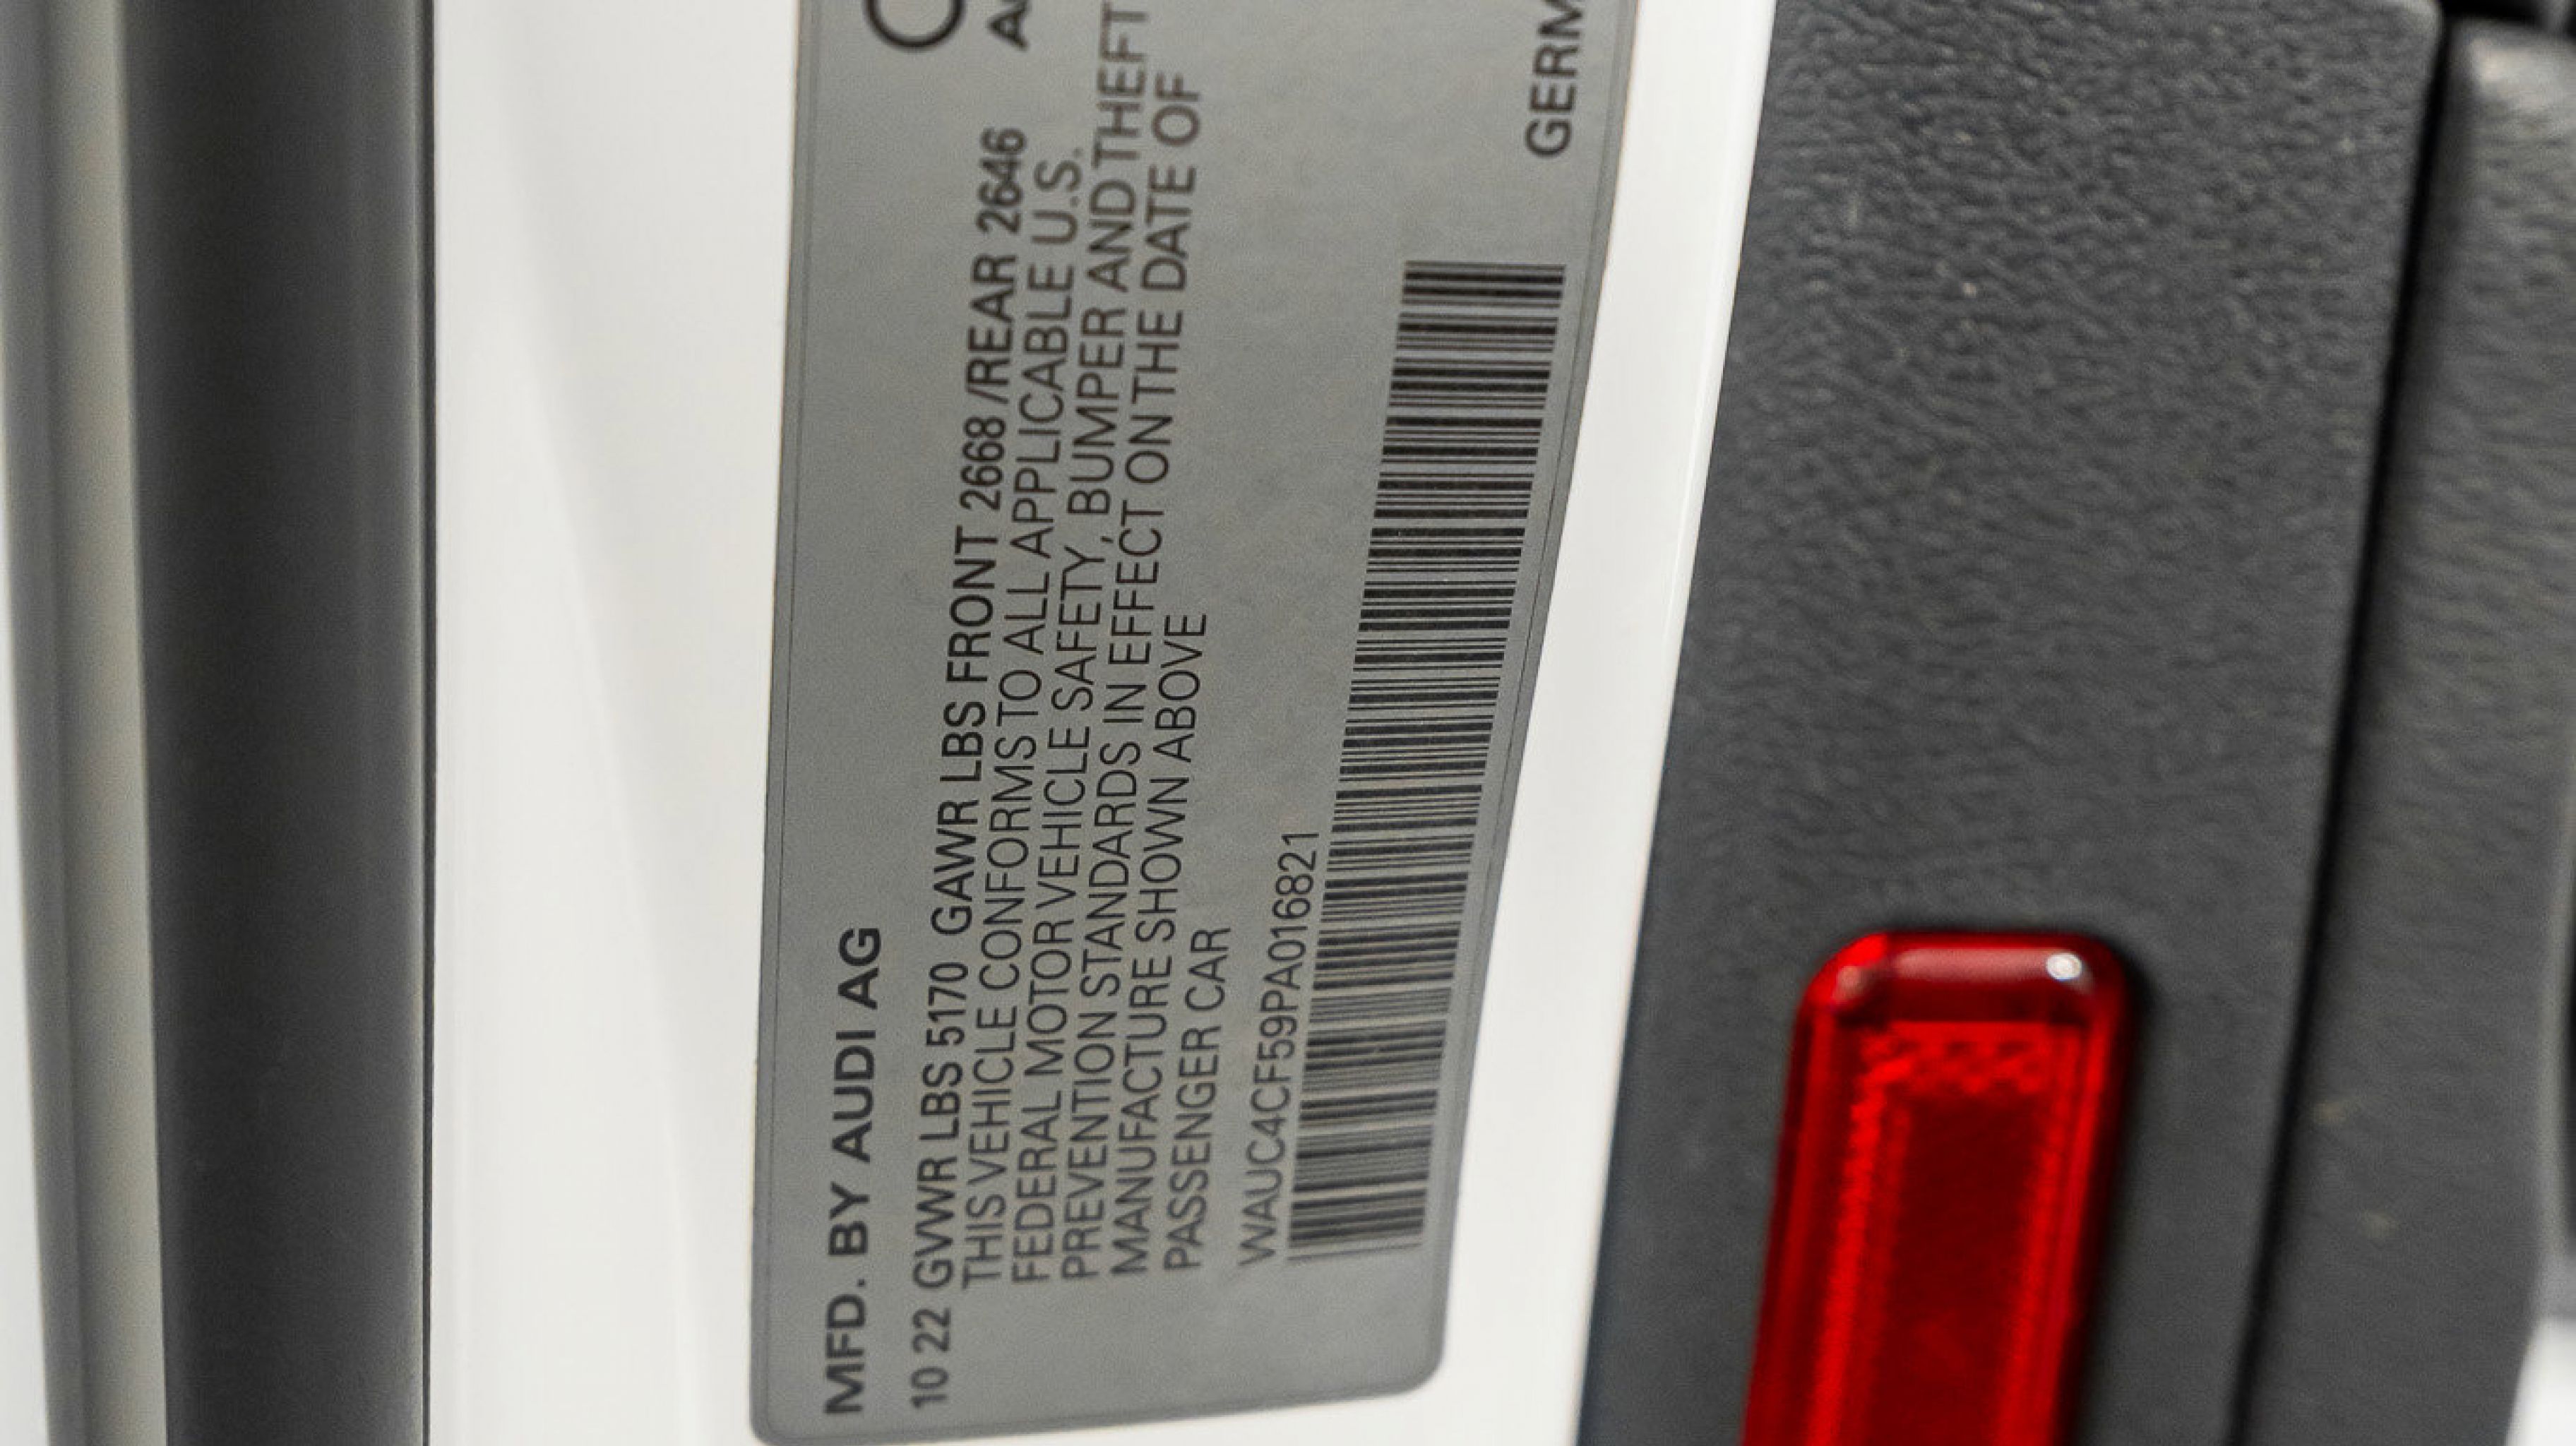 MFD. BY AUDI AG
10 22 GVWR LBS 5170 GAWR LBS FRONT 2668 /REAR 2646
THIS VEHICLE CONFORMS TO ALL APPLICABLE U.S.
FEDERAL MOTOR VEHICLE SAFETY, BUMPER AND THEFT
PREVENTION STANDARDS IN EFFECT ON THE DATE OF
MANUFACTURE SHOWN ABOVE
PASSENGER CAR
WAUC4CF59PA016821